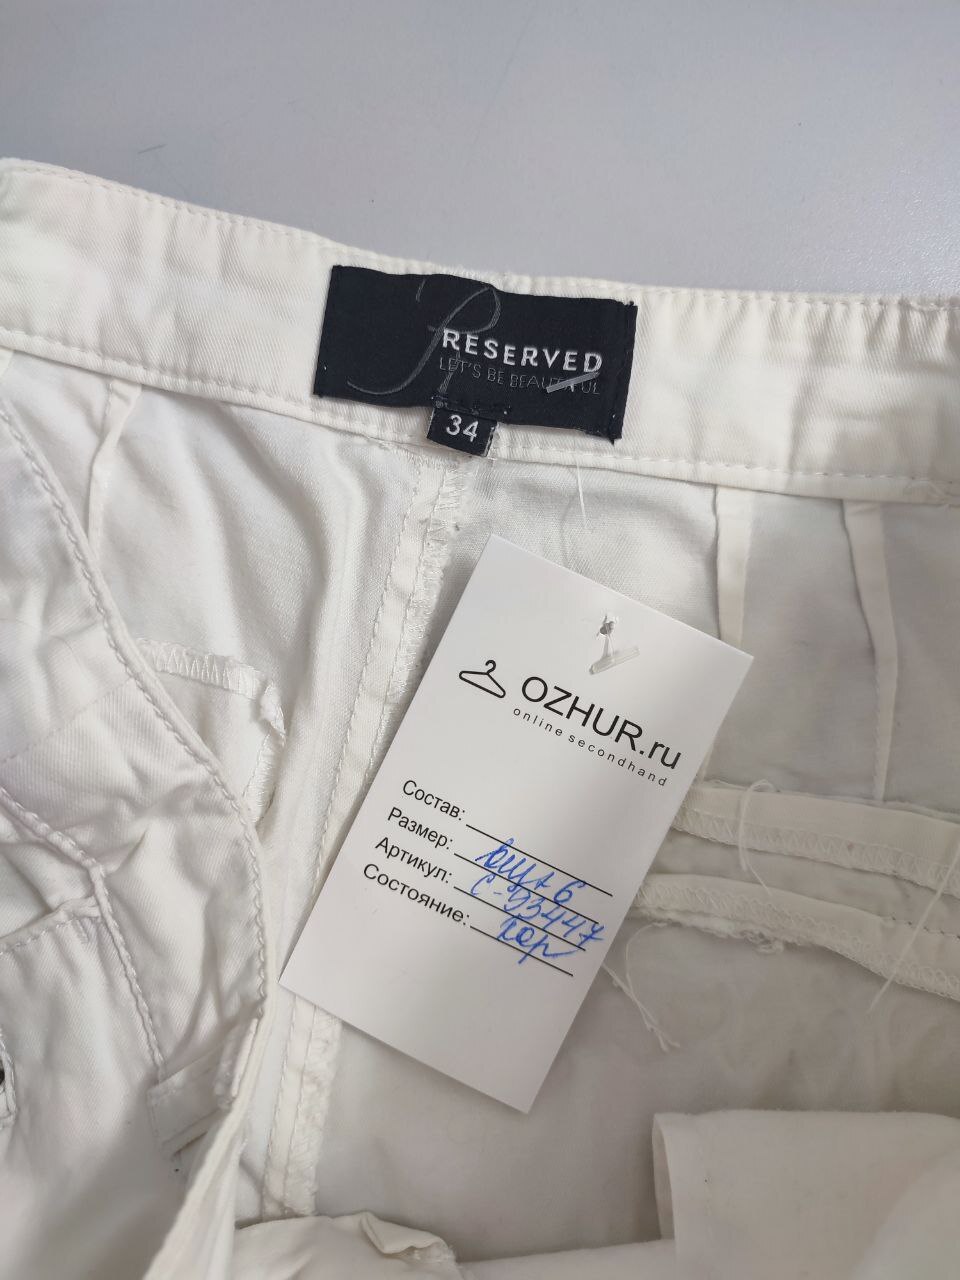 RESERVED
LET'S BE BEAUTIFUL
34
OZHUR.ru
online secondhand
Состав:
Размер:
Артикул: С-93447
Состояние: хор